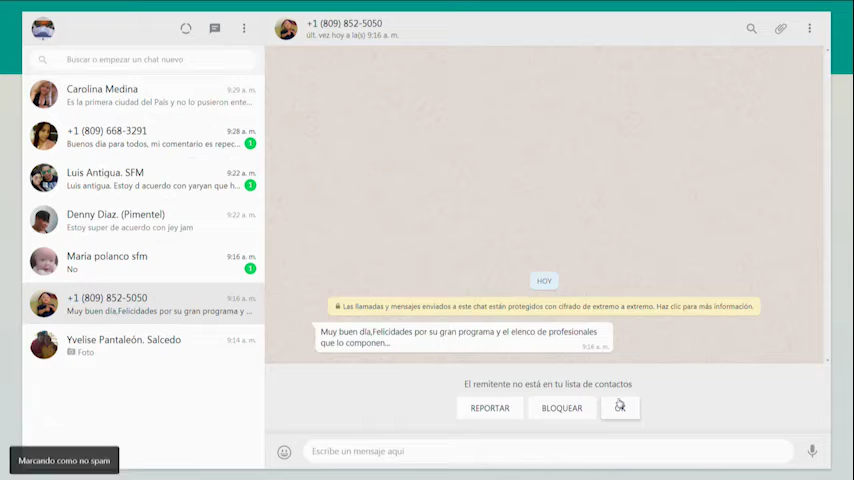 +1 (809) 852-5050
últ. vez hoy a la(s) 9:16 a. m.
Buscar o empezar un chat nuevo
Carolina Medina
9:29 a. m.
Es la primera ciudad del País y no lo pusieron ente...
+1 (809) 668-3291
9:28 a. m.
Buenos dia para todos, mi comentario es repec...
1
Luis Antigua. SFM
9:22 a. m.
Luis antigua. Estoy d acuerdo con yaryan que h...
1
Denny Diaz. (Pimentel)
9:22 a. m.
Estoy super de acuerdo con jey jam
Maria polanco sfm
9:16 a. m.
No
1
+1 (809) 852-5050
9:16 a. m.
Muy buen día,Felicidades por su gran programa y ...
Yvelise Pantaleón. Salcedo
9:14 a. m.
Foto
HOY
Las llamadas y mensajes enviados a este chat están protegidos con cifrado de extremo a extremo. Haz clic para más información.
Muy buen día,Felicidades por su gran programa y el elenco de profesionales
que lo componen...
9:16 a. m.
El remitente no está en tu lista de contactos
REPORTAR
BLOQUEAR
OK
Escribe un mensaje aquí
Marcando como no spam